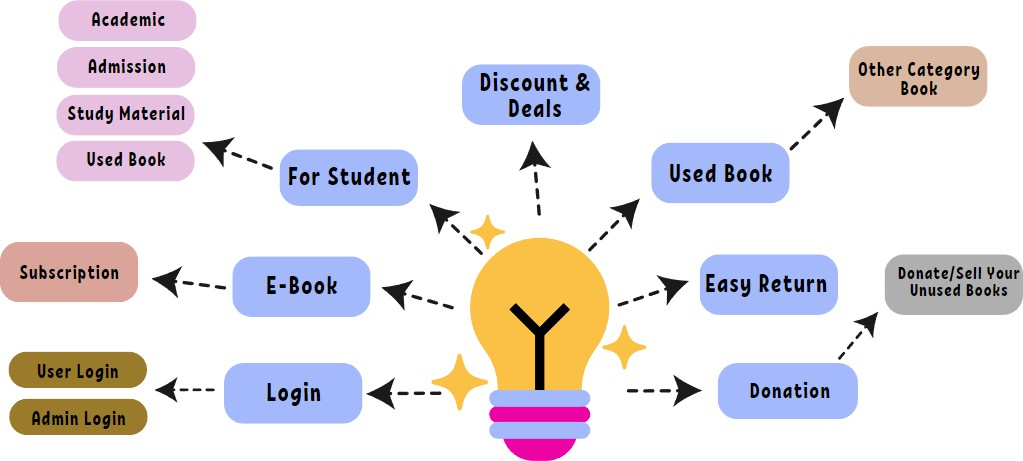 Academic
Admission
Study Material
Used Book
For Student
Discount &
Deals
Used Book
Other Category
Book
Subscription
E-Book
Easy Return
Donate/Sell Your
Unused Books
User Login
Admin Login
Login
Donation